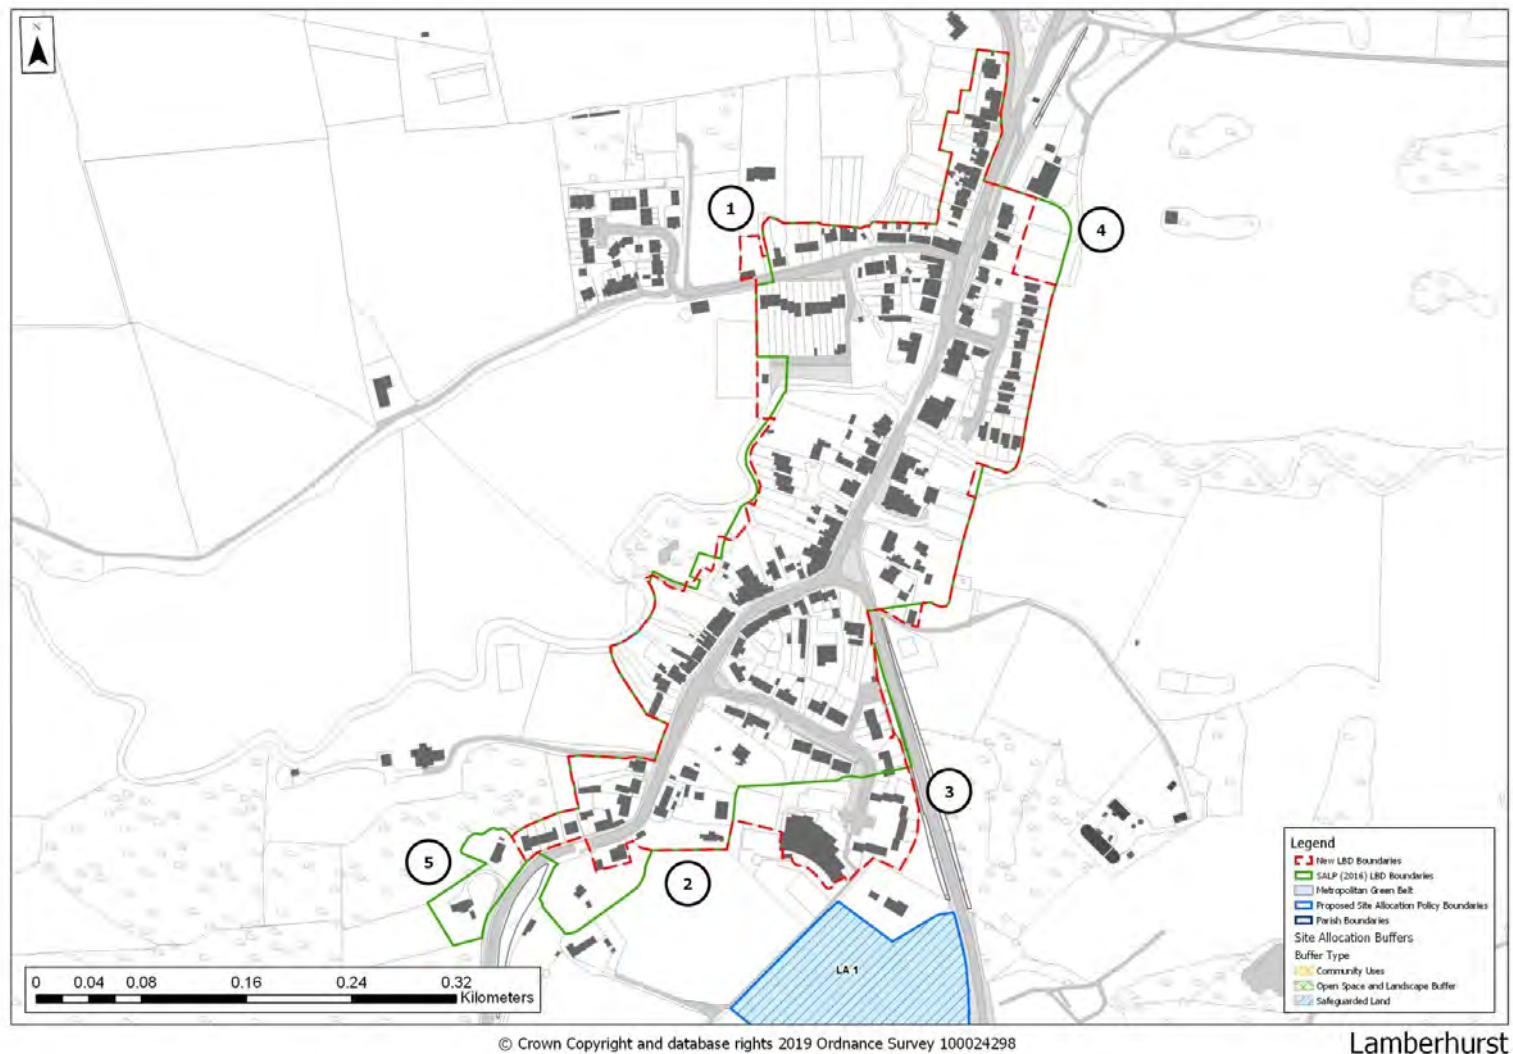 N
1
4
3
2
5
LA 1
Legend
New LBD Boundaries
SALP (2016) LBD Boundaries
Metropolitan Green Belt
Proposed Site Allocation Policy Boundaries
Parish Boundaries
Site Allocation Buffers
Buffer Type
Community Uses
Open Space and Landscape Buffer
Safeguarded Land
0 0.04 0.08 0.16 0.24 0.32
Kilometers
© Crown Copyright and database rights 2019 Ordnance Survey 100024298
Lamberhurst